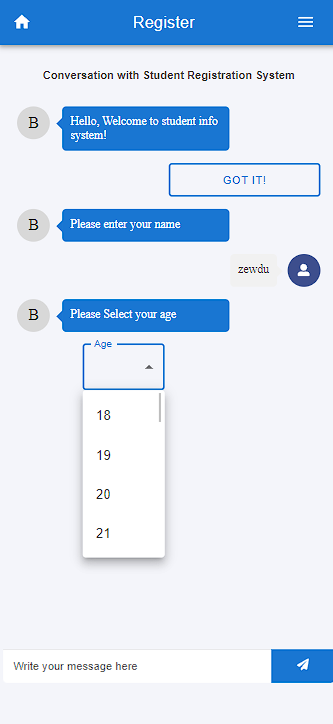 Register
Conversation with Student Registration System
B
Hello, Welcome to student info
system!
GOT IT!
B
Please enter your name
zewdu
B
Please Select your age
Age
18
19
20
21
Write your message here